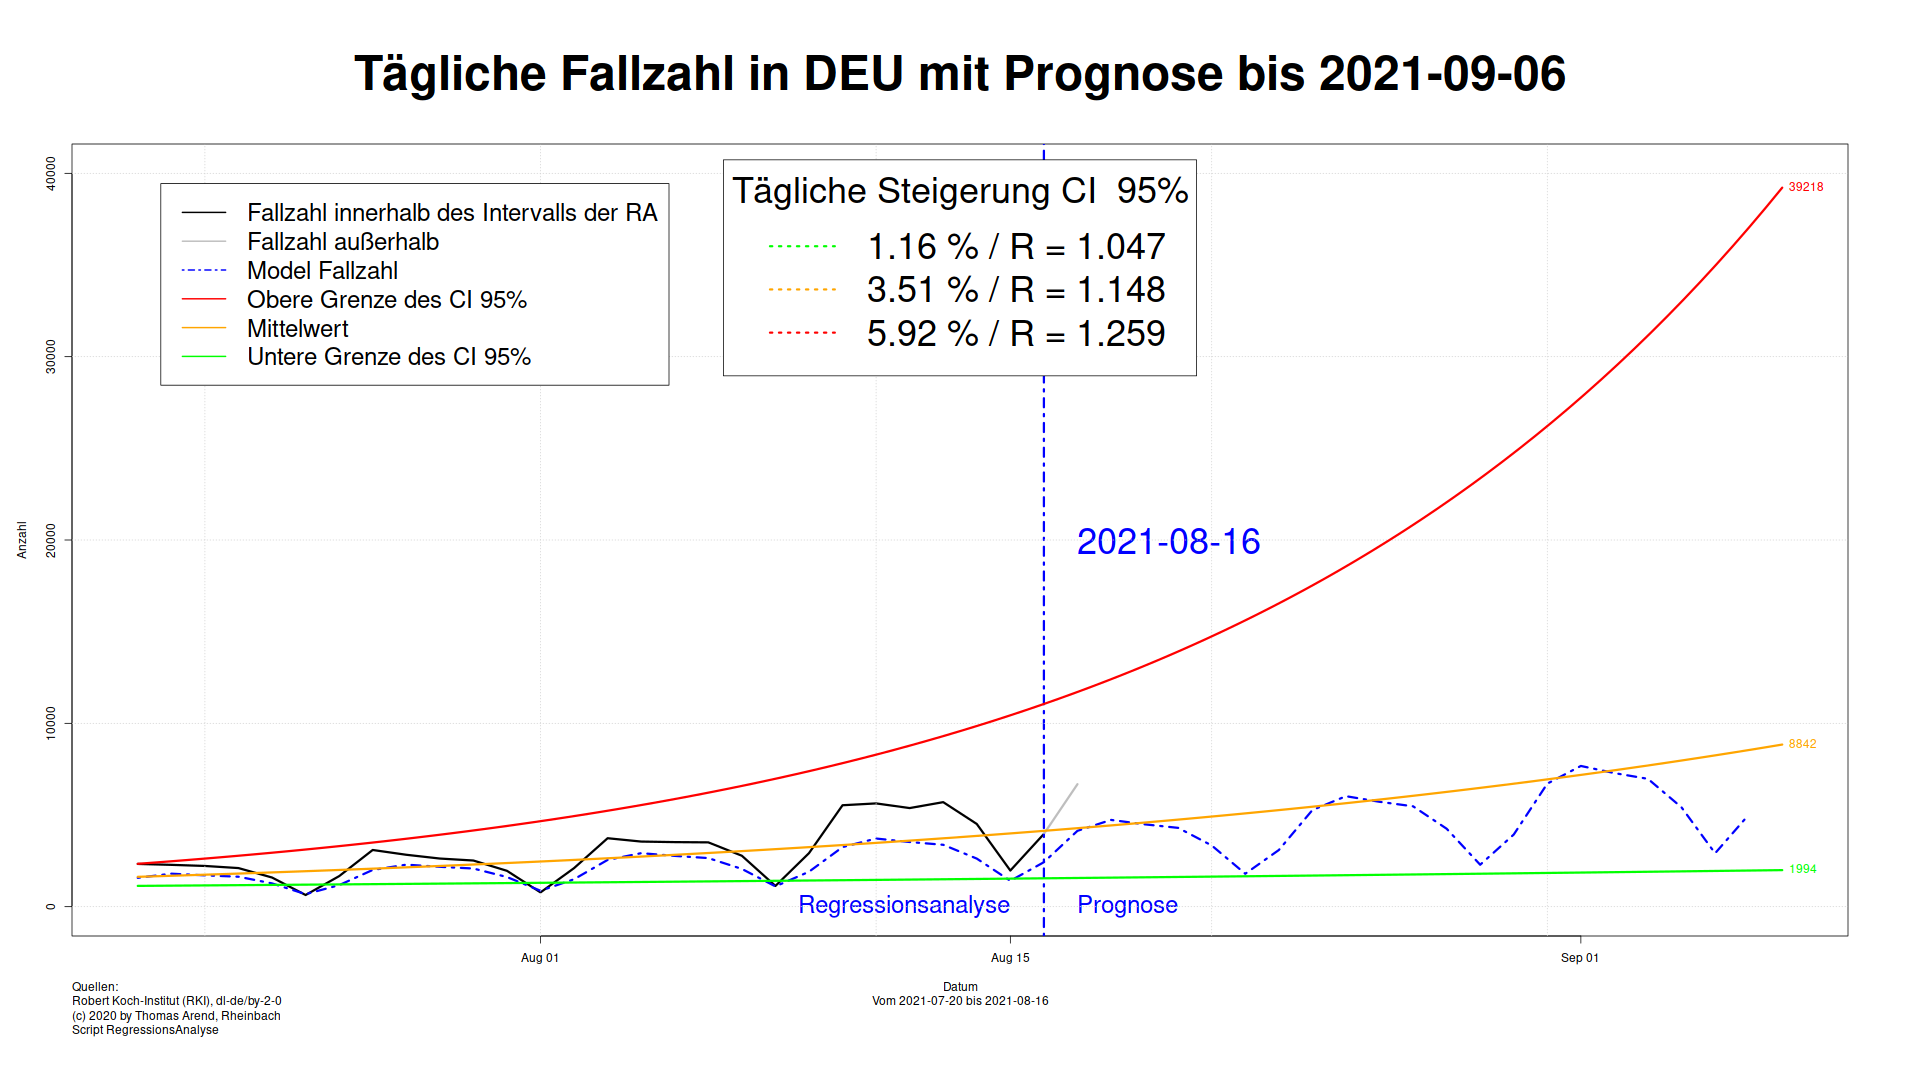 Tägliche Fallzahl in DEU mit Prognose bis 2021-09-06
Fallzahl innerhalb des Intervalls der RA
Fallzahl außerhalb
Model Fallzahl
Obere Grenze des CI 95%
Mittelwert
Untere Grenze des CI 95%
Tägliche Steigerung CI 95%
1.16 % / R = 1.047
3.51 % / R = 1.148
5.92 % / R = 1.259
40000
30000
20000
10000
0
Anzahl
39218
8842
1994
2021-08-16
Regressionsanalyse
Prognose
Aug 01
Aug 15
Sep 01
Datum
Vom 2021-07-20 bis 2021-08-16
Quellen:
Robert Koch-Institut (RKI), dl-de/by-2-0
(c) 2020 by Thomas Arend, Rheinbach
Script RegressionsAnalyse